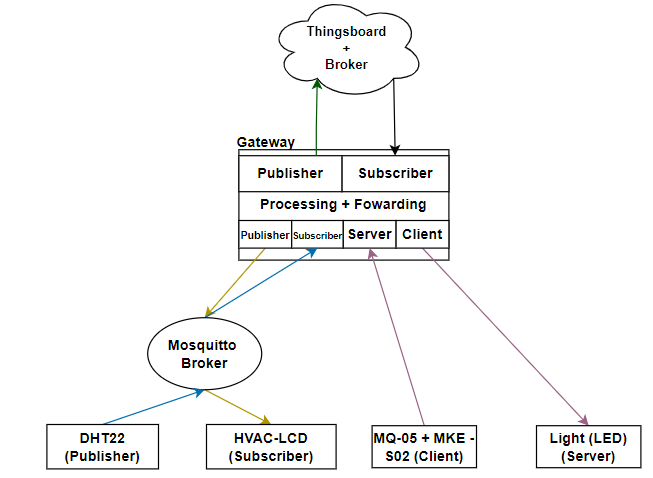 Thingsboard
+
Broker
Gateway
Publisher
Subscriber
Processing + Fowarding
Publisher
Subscriber
Server
Client
Mosquitto
Broker
DHT22
(Publisher)
HVAC-LCD
(Subscriber)
MQ-05 + MKE -
S02 (Client)
Light (LED)
(Server)